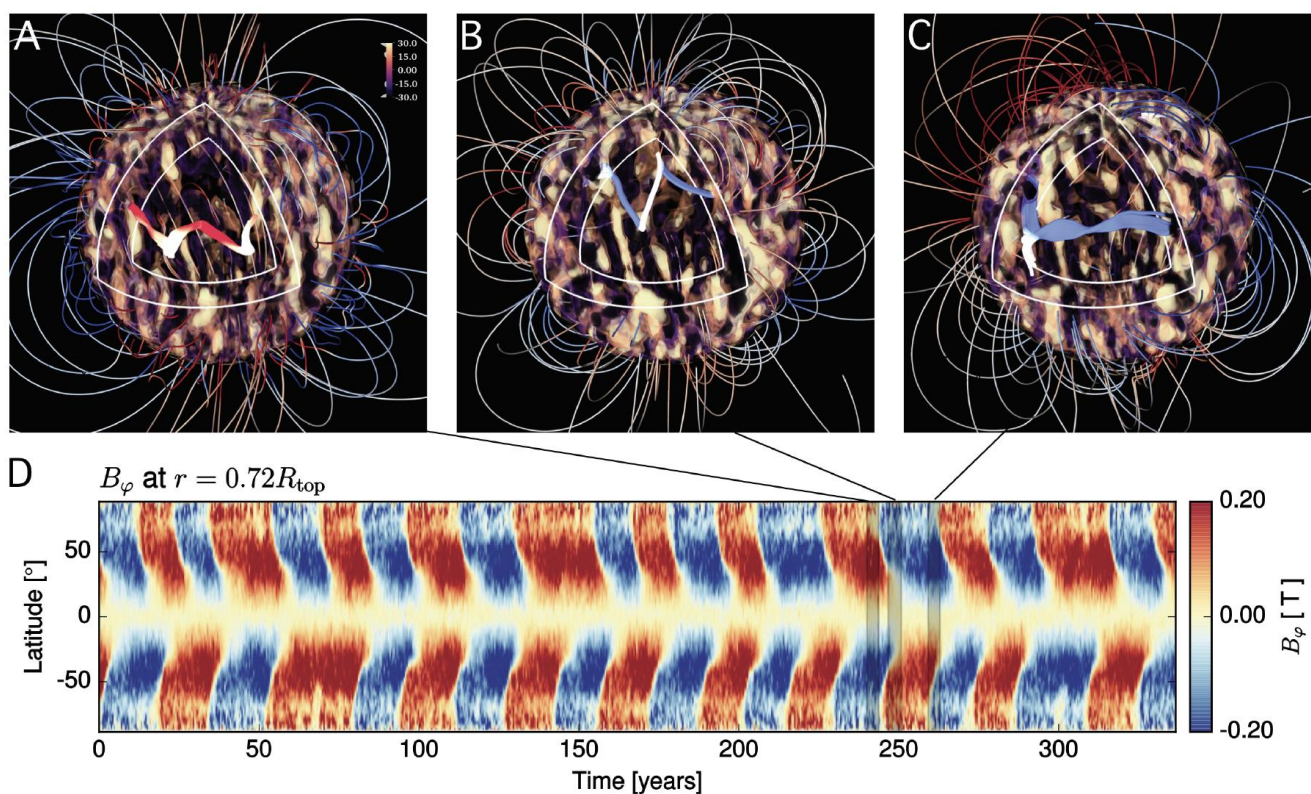 A
30.0
15.0
0.00
-15.0
-30.0
B
C
D
B_φ at r = 0.72R_top
Latitude [°]
50
0
-50
0
50
100
150
200
250
300
Time [years]
0.20
0.00
-0.20
B_φ [ T ]